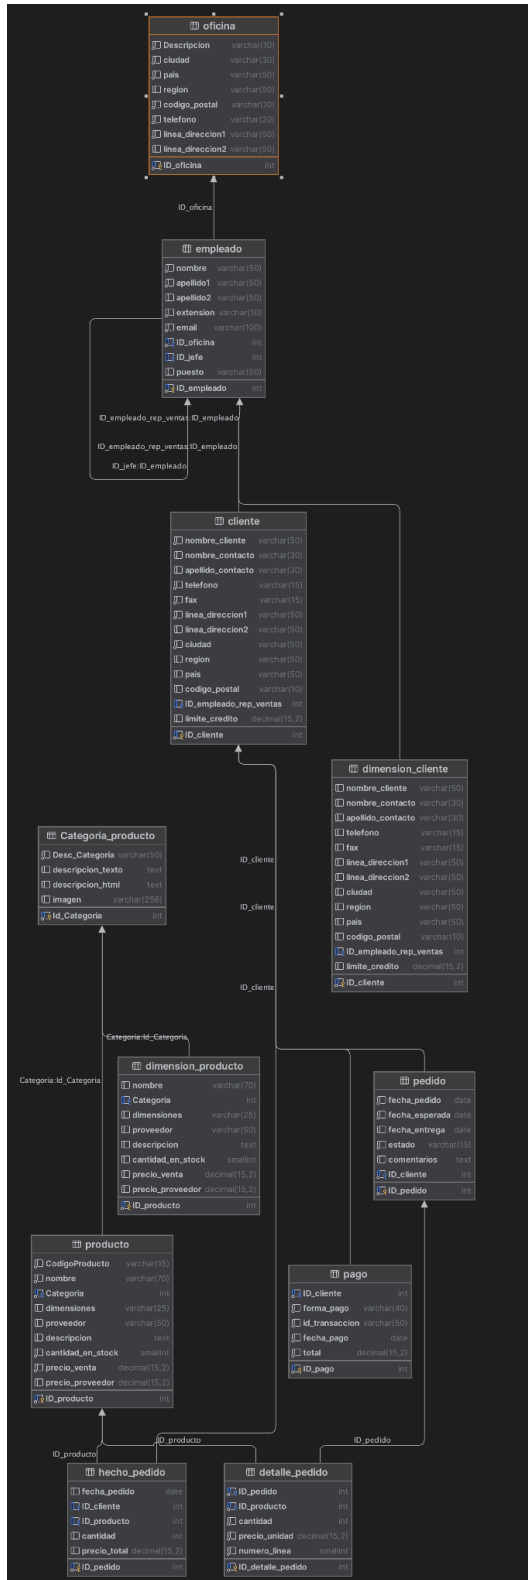 oficina
Descripcion varchar(10)
ciudad varchar(30)
pais varchar(50)
region varchar(50)
codigo_postal varchar(10)
telefono varchar(20)
linea_direccion1 varchar(50)
linea_direccion2 varchar(50)
ID_oficina int
ID_oficina
empleado
nombre varchar(50)
apellido1 varchar(50)
apellido2 varchar(50)
extension varchar(10)
email varchar(100)
ID_oficina int
ID_jefe int
puesto varchar(50)
ID_empleado int
ID_empleado_rep_ventas:ID_empleado
ID_empleado_rep_ventas:ID_empleado
ID_jefe:ID_empleado
cliente
nombre_cliente varchar(50)
nombre_contacto varchar(30)
apellido_contacto varchar(30)
telefono varchar(15)
fax varchar(15)
linea_direccion1 varchar(50)
linea_direccion2 varchar(50)
ciudad varchar(50)
region varchar(50)
pais varchar(50)
codigo_postal varchar(10)
ID_empleado_rep_ventas int
limite_credito decimal(15,2)
ID_cliente int
dimension_cliente
nombre_cliente varchar(50)
nombre_contacto varchar(30)
apellido_contacto varchar(30)
telefono varchar(15)
fax varchar(15)
linea_direccion1 varchar(50)
linea_direccion2 varchar(50)
ciudad varchar(50)
region varchar(50)
pais varchar(50)
codigo_postal varchar(10)
ID_empleado_rep_ventas int
limite_credito decimal(15,2)
ID_cliente int
Categoria_producto
Desc_Categoria varchar(50)
descripcion_texto text
descripcion_html text
imagen varchar(256)
Id_Categoria int
ID_cliente
ID_cliente
ID_cliente
Categoria:Id_Categoria
Categoria:Id_Categoria
dimension_producto
nombre varchar(70)
Categoria int
dimensiones varchar(25)
proveedor varchar(50)
descripcion text
cantidad_en_stock smallint
precio_venta decimal(15,2)
precio_proveedor decimal(15,2)
ID_producto int
pedido
fecha_pedido date
fecha_esperada date
fecha_entrega date
estado varchar(15)
comentarios text
ID_cliente int
ID_pedido int
producto
CodigoProducto varchar(15)
nombre varchar(70)
Categoria int
dimensiones varchar(25)
proveedor varchar(50)
descripcion text
cantidad_en_stock smallint
precio_venta decimal(15,2)
precio_proveedor decimal(15,2)
ID_producto int
pago
ID_cliente int
forma_pago varchar(40)
id_transaccion varchar(50)
fecha_pago date
total decimal(15,2)
ID_pago int
ID_producto
ID_producto
ID_pedido
hecho_pedido
fecha_pedido date
ID_cliente int
ID_producto int
cantidad int
precio_total decimal(15,2)
ID_pedido int
detalle_pedido
ID_pedido int
ID_producto int
cantidad int
precio_unidad decimal(15,2)
numero_linea smallint
ID_detalle_pedido int